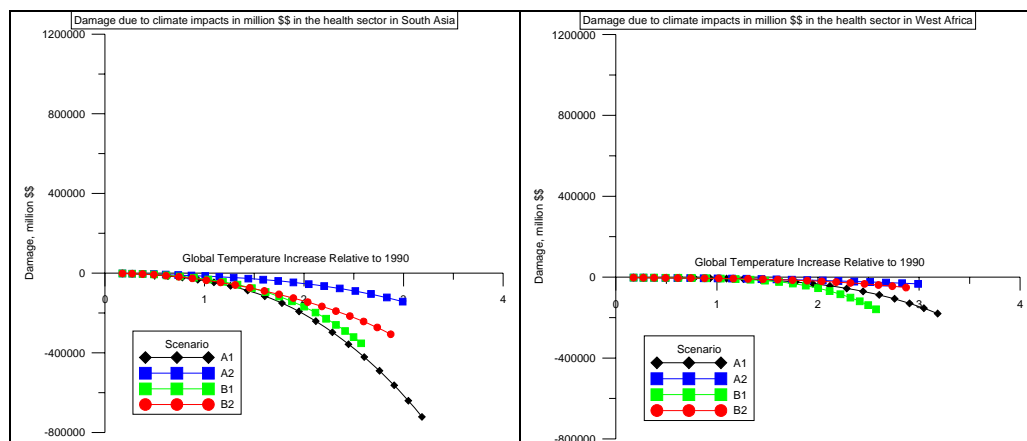 Damage due to climate impacts in million $$ in the health sector in South Asia
1200000
800000
400000
0
-400000
-800000
Damage, million $$
Global Temperature Increase Relative to 1990
0
1
2
3
4
Scenario
A1
A2
B1
B2
Damage due to climate impacts in million $$ in the health sector in West Africa
1200000
800000
400000
0
-400000
-800000
Damage, million $$
Global Temperature Increase Relative to 1990
0
1
2
3
4
Scenario
A1
A2
B1
B2